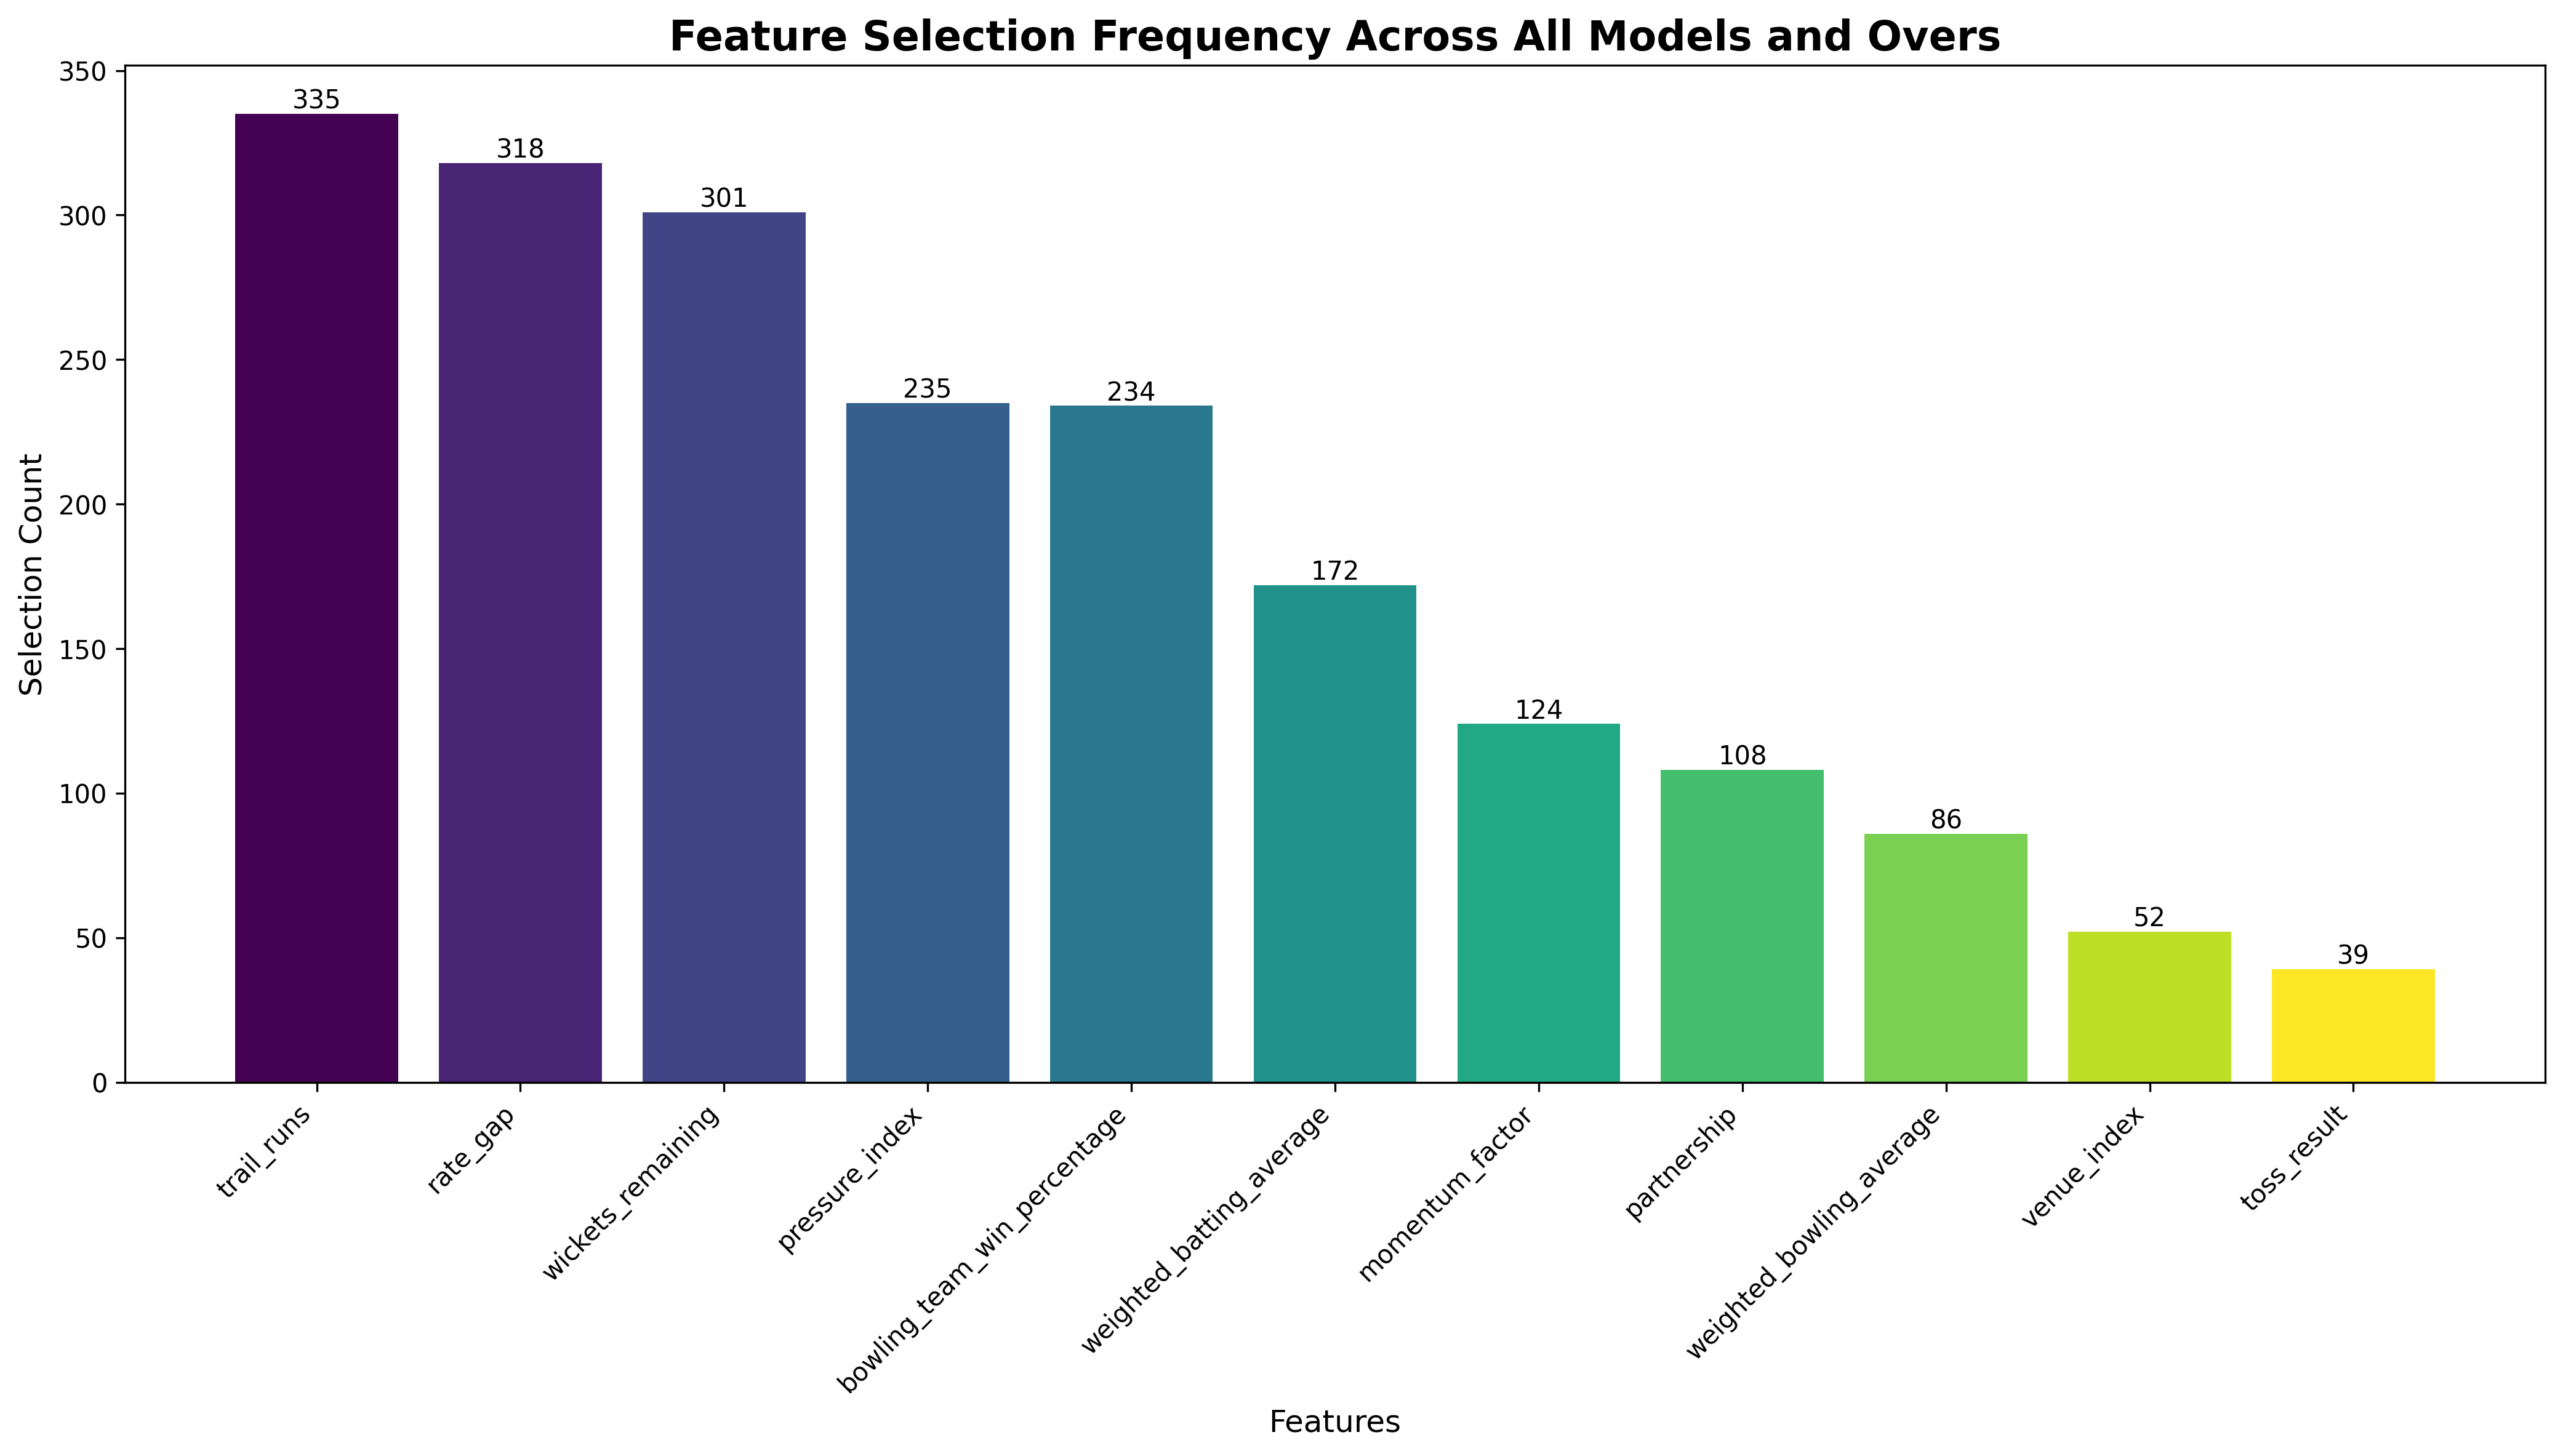 Feature Selection Frequency Across All Models and Overs
Selection Count
350
300
250
200
150
100
50
0
335
318
301
235
234
172
124
108
86
52
39
trail_runs
rate_gap
wickets_remaining
pressure_index
bowling_team_win_percentage
weighted_batting_average
momentum_factor
partnership
weighted_bowling_average
venue_index
toss_result
Features